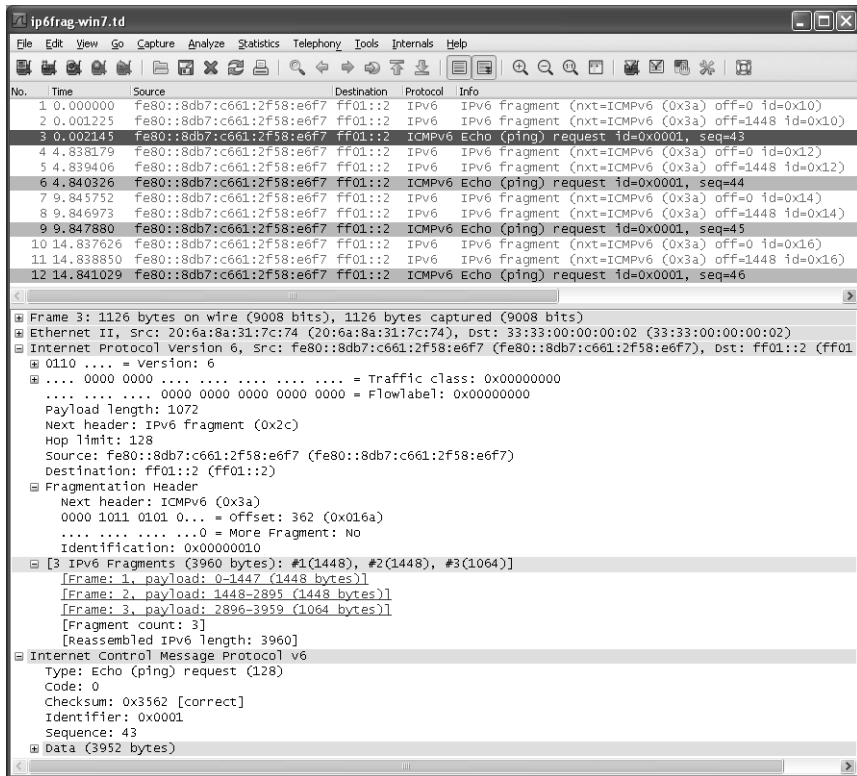 ip6frag-win7.td
File Edit View Go Capture Analyze Statistics Telephony Tools Internals Help
No. Time Source Destination Protocol Info
1 0.000000 fe80::8db7:c661:2f58:e6f7 ff01::2 IPv6 IPv6 fragment (nxt=ICMPv6 (0x3a) off=0 id=0x10)
2 0.001225 fe80::8db7:c661:2f58:e6f7 ff01::2 IPv6 IPv6 fragment (nxt=ICMPv6 (0x3a) off=1448 id=0x10)
3 0.002145 fe80::8db7:c661:2f58:e6f7 ff01::2 ICMPv6 Echo (ping) request id=0x0001, seq=43
4 4.838179 fe80::8db7:c661:2f58:e6f7 ff01::2 IPv6 IPv6 fragment (nxt=ICMPv6 (0x3a) off=0 id=0x12)
5 4.839406 fe80::8db7:c661:2f58:e6f7 ff01::2 IPv6 IPv6 fragment (nxt=ICMPv6 (0x3a) off=1448 id=0x12)
6 4.840326 fe80::8db7:c661:2f58:e6f7 ff01::2 ICMPv6 Echo (ping) request id=0x0001, seq=44
7 9.845752 fe80::8db7:c661:2f58:e6f7 ff01::2 IPv6 IPv6 fragment (nxt=ICMPv6 (0x3a) off=0 id=0x14)
8 9.846973 fe80::8db7:c661:2f58:e6f7 ff01::2 IPv6 IPv6 fragment (nxt=ICMPv6 (0x3a) off=1448 id=0x14)
9 9.847880 fe80::8db7:c661:2f58:e6f7 ff01::2 ICMPv6 Echo (ping) request id=0x0001, seq=45
10 14.837626 fe80::8db7:c661:2f58:e6f7 ff01::2 IPv6 IPv6 fragment (nxt=ICMPv6 (0x3a) off=0 id=0x16)
11 14.838850 fe80::8db7:c661:2f58:e6f7 ff01::2 IPv6 IPv6 fragment (nxt=ICMPv6 (0x3a) off=1448 id=0x16)
12 14.841029 fe80::8db7:c661:2f58:e6f7 ff01::2 ICMPv6 Echo (ping) request id=0x0001, seq=46
Frame 3: 1126 bytes on wire (9008 bits), 1126 bytes captured (9008 bits)
Ethernet II, Src: 20:6a:8a:31:7c:74 (20:6a:8a:31:7c:74), Dst: 33:33:00:00:00:02 (33:33:00:00:00:02)
Internet Protocol Version 6, Src: fe80::8db7:c661:2f58:e6f7 (fe80::8db7:c661:2f58:e6f7), Dst: ff01::2 (ff01
0110 .... = Version: 6
.... 0000 0000 .... .... .... .... .... = Traffic class: 0x00000000
.... .... .... 0000 0000 0000 0000 0000 = Flowlabel: 0x00000000
Payload length: 1072
Next header: IPv6 fragment (0x2c)
Hop limit: 128
Source: fe80::8db7:c661:2f58:e6f7 (fe80::8db7:c661:2f58:e6f7)
Destination: ff01::2 (ff01::2)
Fragmentation Header
Next header: ICMPv6 (0x3a)
0000 1011 0101 0... = Offset: 362 (0x016a)
.... .... .... ...0 = More Fragment: No
Identification: 0x00000010
[3 IPv6 Fragments (3960 bytes): #1(1448), #2(1448), #3(1064)]
[Frame: 1, payload: 0-1447 (1448 bytes)]
[Frame: 2, payload: 1448-2895 (1448 bytes)]
[Frame: 3, payload: 2896-3959 (1064 bytes)]
[Fragment count: 3]
[Reassembled IPv6 length: 3960]
Internet Control Message Protocol v6
Type: Echo (ping) request (128)
Code: 0
Checksum: 0x3562 [correct]
Identifier: 0x0001
Sequence: 43
Data (3952 bytes)